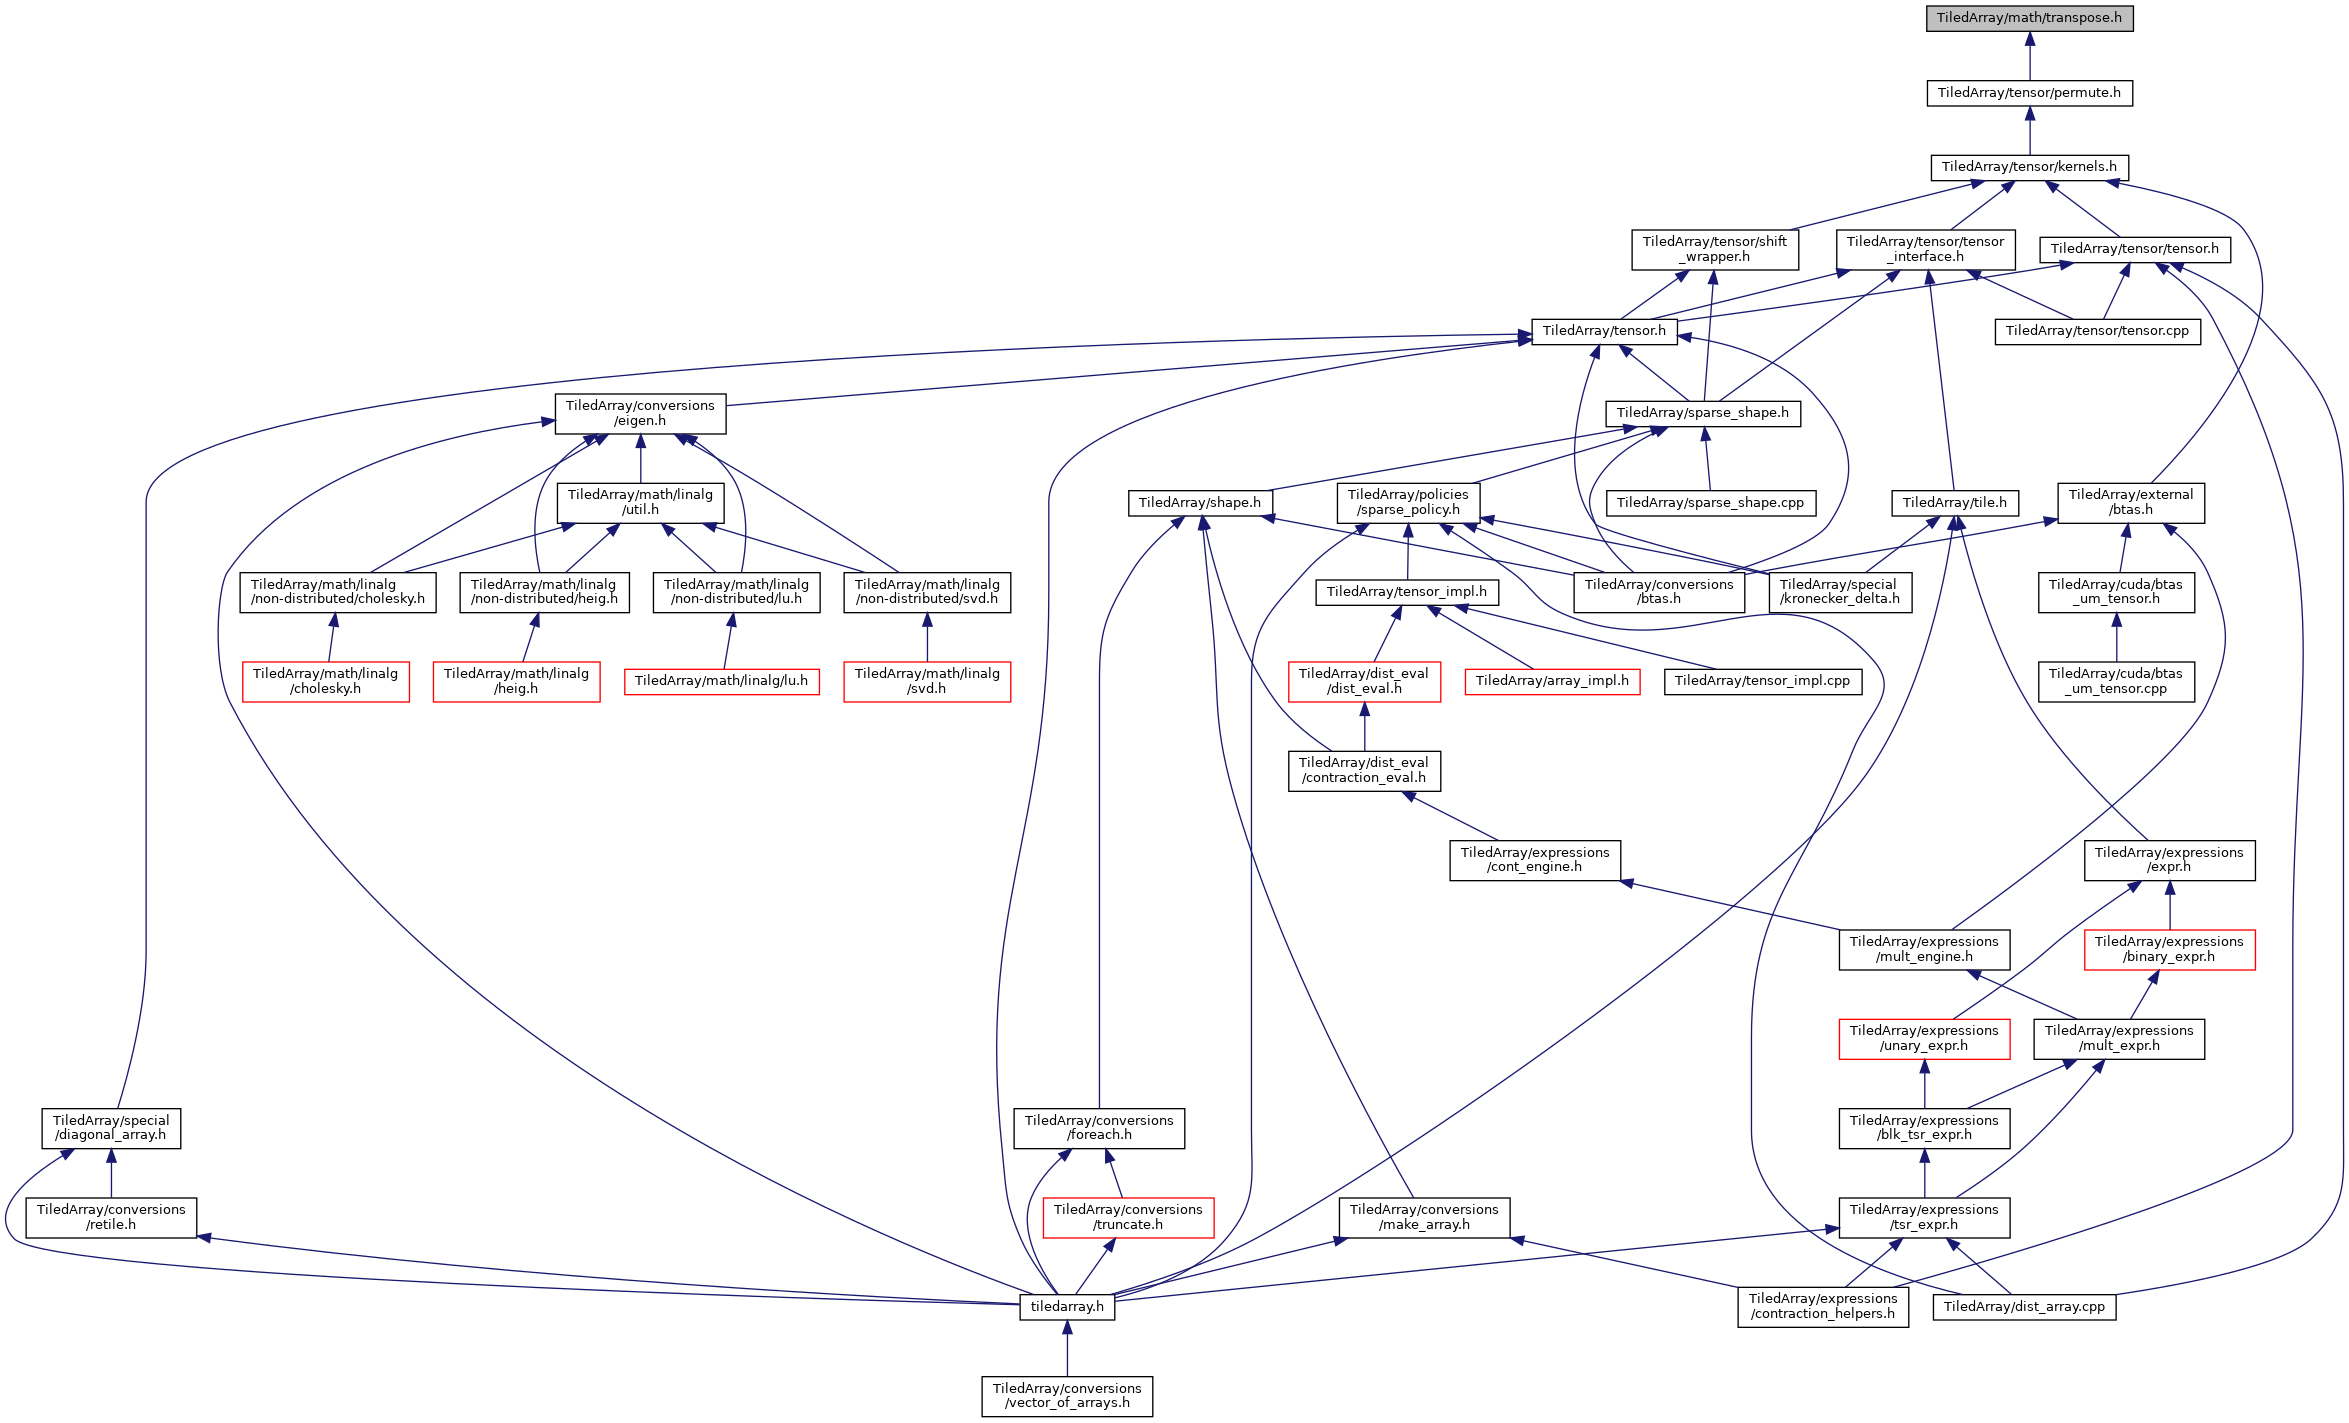 TiledArray/math/transpose.h
TiledArray/tensor/permute.h
TiledArray/tensor/kernels.h
TiledArray/tensor/shift
_wrapper.h
TiledArray/tensor/tensor
_interface.h
TiledArray/tensor/tensor.h
TiledArray/tensor.h
TiledArray/tensor/tensor.cpp
TiledArray/conversions
/eigen.h
TiledArray/sparse_shape.h
TiledArray/math/linalg
/util.h
TiledArray/shape.h
TiledArray/policies
/sparse_policy.h
TiledArray/sparse_shape.cpp
TiledArray/tile.h
TiledArray/external
/btas.h
TiledArray/math/linalg
/non-distributed/cholesky.h
TiledArray/math/linalg
/non-distributed/heig.h
TiledArray/math/linalg
/non-distributed/lu.h
TiledArray/math/linalg
/non-distributed/svd.h
TiledArray/tensor_impl.h
TiledArray/conversions
/btas.h
TiledArray/special
/kronecker_delta.h
TiledArray/cuda/btas
_um_tensor.h
TiledArray/math/linalg
/cholesky.h
TiledArray/math/linalg
/heig.h
TiledArray/math/linalg/lu.h
TiledArray/math/linalg
/svd.h
TiledArray/dist_eval
/dist_eval.h
TiledArray/array_impl.h
TiledArray/tensor_impl.cpp
TiledArray/cuda/btas
_um_tensor.cpp
TiledArray/dist_eval
/contraction_eval.h
TiledArray/expressions
/cont_engine.h
TiledArray/expressions
/expr.h
TiledArray/expressions
/mult_engine.h
TiledArray/expressions
/binary_expr.h
TiledArray/expressions
/unary_expr.h
TiledArray/expressions
/mult_expr.h
TiledArray/special
/diagonal_array.h
TiledArray/conversions
/foreach.h
TiledArray/expressions
/blk_tsr_expr.h
TiledArray/conversions
/retile.h
TiledArray/conversions
/truncate.h
TiledArray/conversions
/make_array.h
TiledArray/expressions
/tsr_expr.h
tiledarray.h
TiledArray/expressions
/contraction_helpers.h
TiledArray/dist_array.cpp
TiledArray/conversions
/vector_of_arrays.h